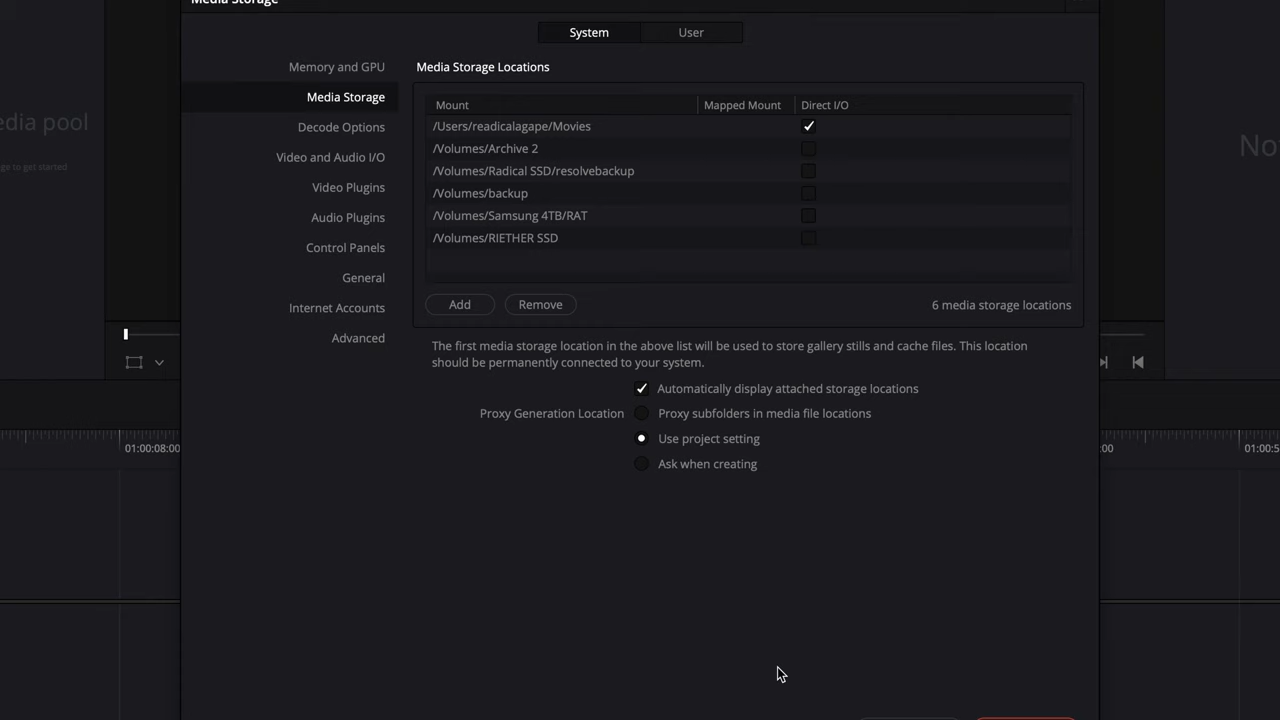 Media Storage
System User
edia pool
ge to get started
No
Memory and GPU
Media Storage
Decode Options
Video and Audio I/O
Video Plugins
Audio Plugins
Control Panels
General
Internet Accounts
Advanced
Media Storage Locations
Mount Mapped Mount Direct I/O
/Users/readicalagape/Movies
/Volumes/Archive 2
/Volumes/Radical SSD/resolvebackup
/Volumes/backup
/Volumes/Samsung 4TB/RAT
/Volumes/RIETHER SSD
Add Remove 6 media storage locations
The first media storage location in the above list will be used to store gallery stills and cache files. This location
should be permanently connected to your system.
Automatically display attached storage locations
Proxy Generation Location Proxy subfolders in media file locations
Use project setting
Ask when creating
01:00:08:00 :00 01:00:5